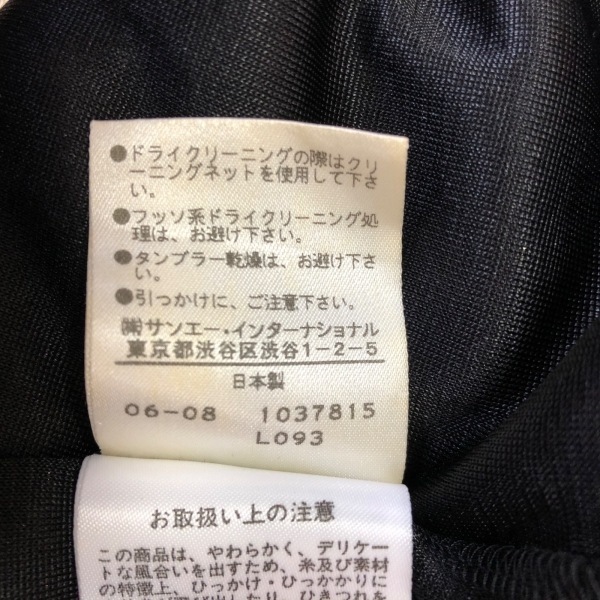 ●ドライクリーニングの際はクリ
ーニングネットを使用して下さ
い。
●フッソ系ドライクリーニング処
理は、お避け下さい。
●タンブラー乾燥は、お避け下さ
い。
●引つかけに、ご注意下さい。
㈱サンエー・インターナショナル
東京都渋谷区渋谷1-2-5
日本製
06-08 1037815
L093
お取扱い上の注意
この商品は、やわらかく、デリケー
トな風合いを出すため、糸及び素材
の特徴上、ひっかけ・ひっかかりに